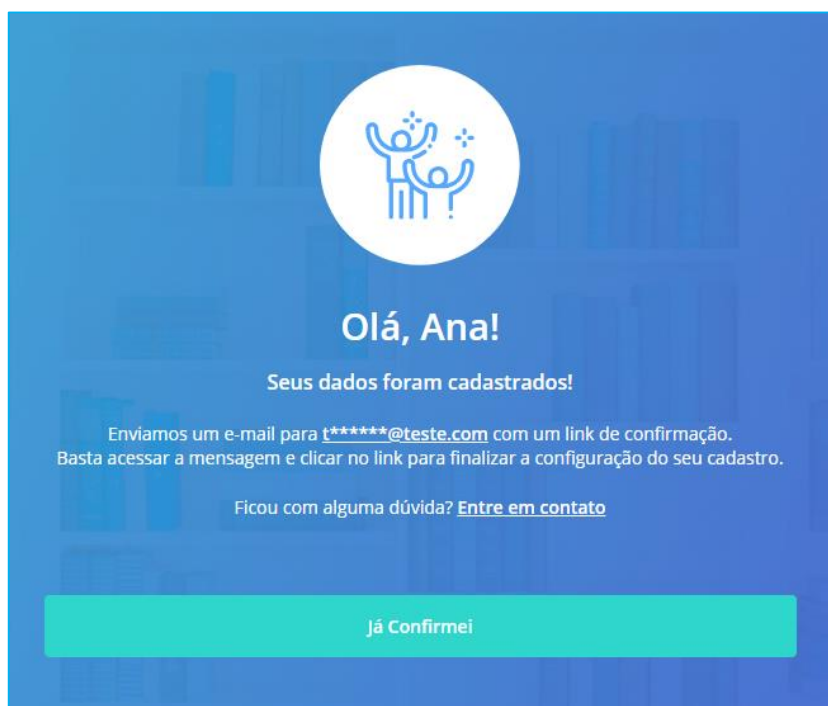 Olá, Ana!
Seus dados foram cadastrados!
Enviamos um e-mail para t******@teste.com com um link de confirmação.
Basta acessar a mensagem e clicar no link para finalizar a configuração do seu cadastro.
Ficou com alguma dúvida? Entre em contato
Já Confirmei